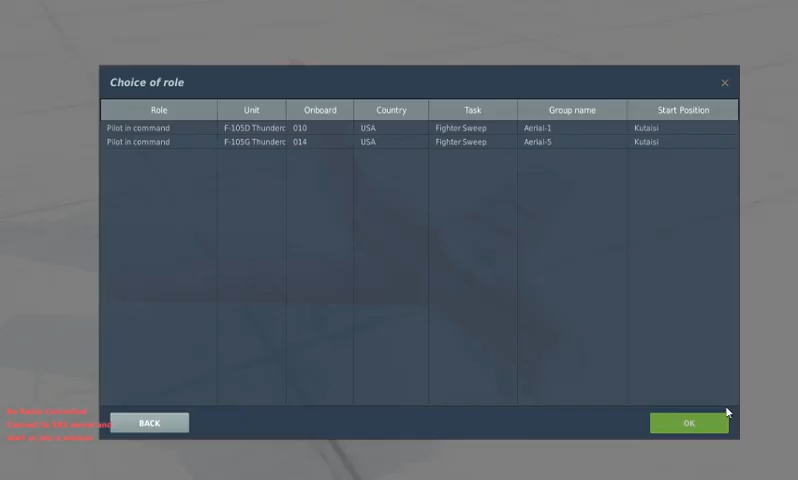 Choice of role
Role Unit Onboard Country Task Group name Start Position
Pilot in command F-105D Thunderc 010 USA Fighter Sweep Aerial-1 Kutaisi
Pilot in command F-105G Thunderc 014 USA Fighter Sweep Aerial-5 Kutaisi
BACK OK